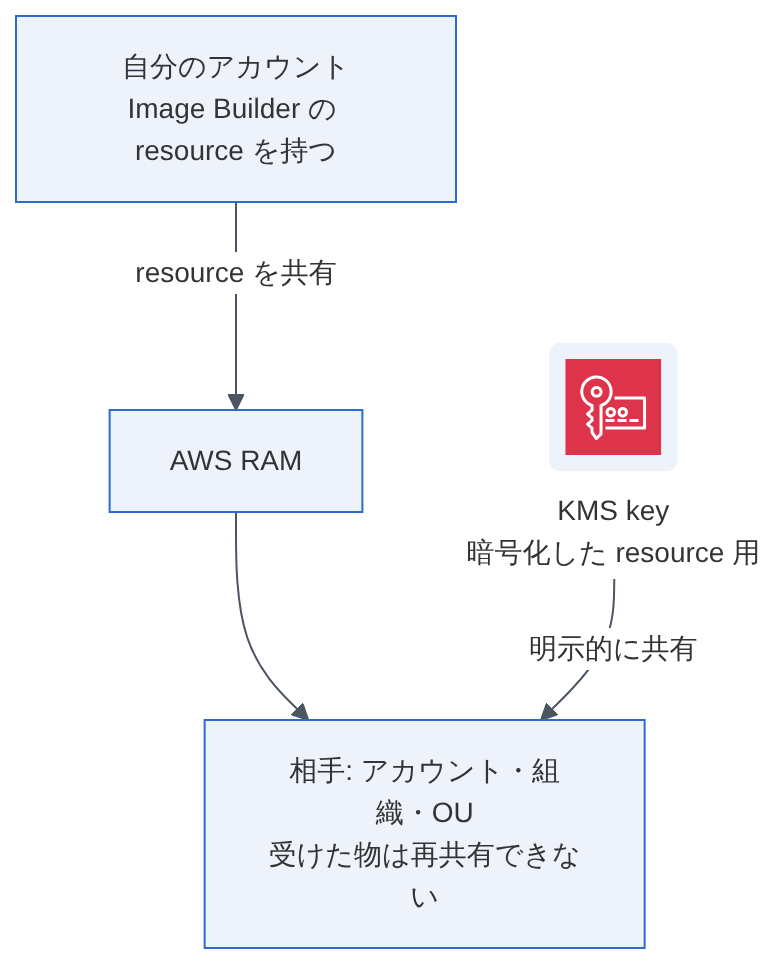 自分のアカウント
Image Builder の
resource を持つ
resource を共有
AWS RAM
KMS key
暗号化した resource 用
明示的に共有
相手: アカウント・組
織・OU
受けた物は再共有できな
い